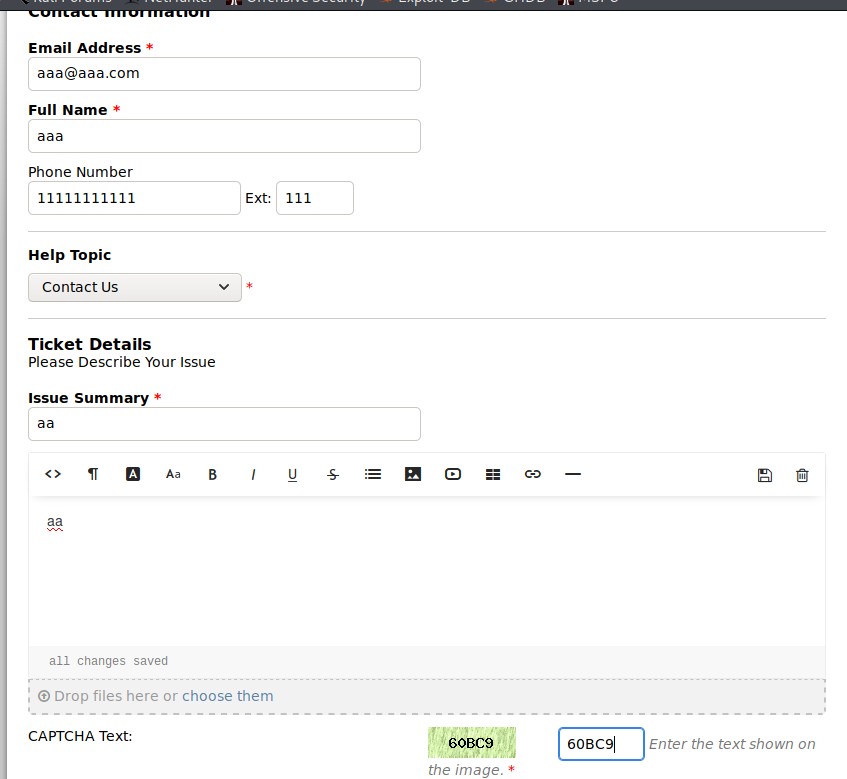 Kali Forums NetHunter Offensive Security Exploit-DB GHDB MSFU
Contact Information
Email Address *
aaa@aaa.com
Full Name *
aaa
Phone Number
11111111111 Ext: 111
Help Topic
Contact Us *
Ticket Details
Please Describe Your Issue
Issue Summary *
aa
<> ¶ A Aa B I U S
aa
all changes saved
Drop files here or choose them
CAPTCHA Text: 60BC9 60BC9 Enter the text shown on
the image. *